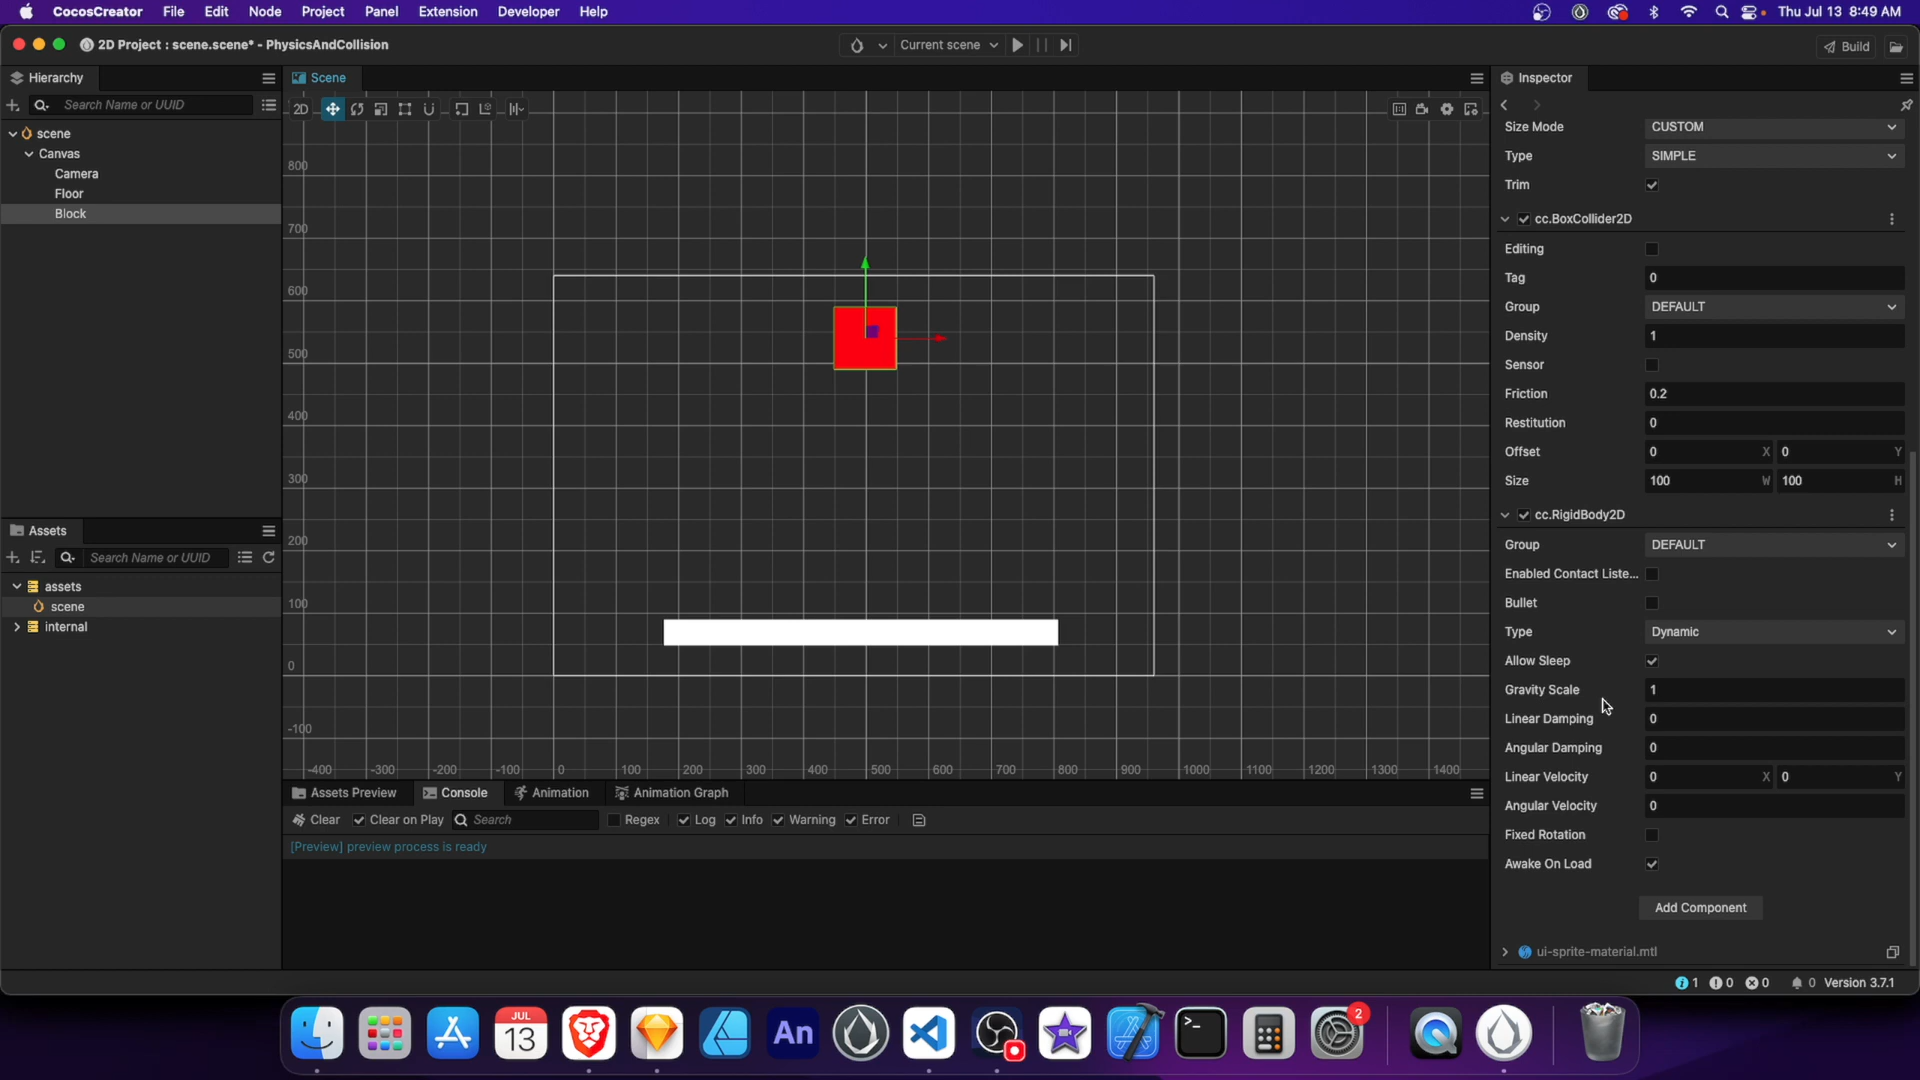 CocosCreator File Edit Node Project Panel Extension Developer Help Thu Jul 13 8:49 AM
2D Project : scene.scene* - PhysicsAndCollision Current scene Build
Hierarchy
Search Name or UUID
scene
Canvas
Camera
Floor
Block
Assets
Search Name or UUID
assets
scene
internal
Scene
2D
800
700
600
500
400
300
200
100
0
-100
-400 -300 -200 -100 0 100 200 300 400 500 600 700 800 900 1000 1100 1200 1300 1400
Assets Preview Console Animation Animation Graph
Clear Clear on Play Search Regex Log Info Warning Error
[Preview] preview process is ready
Inspector
Size Mode CUSTOM
Type SIMPLE
Trim
cc.BoxCollider2D
Editing
Tag 0
Group DEFAULT
Density 1
Sensor
Friction 0.2
Restitution 0
Offset 0 X 0 Y
Size 100 W 100 H
cc.RigidBody2D
Group DEFAULT
Enabled Contact Liste...
Bullet
Type Dynamic
Allow Sleep
Gravity Scale 1
Linear Damping 0
Angular Damping 0
Linear Velocity 0 X 0 Y
Angular Velocity 0
Fixed Rotation
Awake On Load
Add Component
ui-sprite-material.mtl
1 0 0 0 Version 3.7.1
JUL
13
An
2